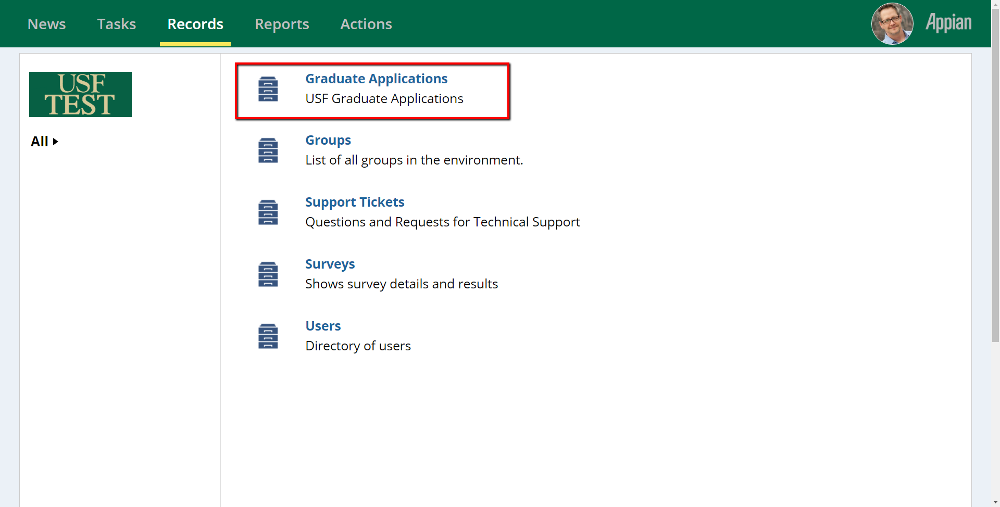 News Tasks Records Reports Actions Appian
USF
TEST
All
Graduate Applications
USF Graduate Applications
Groups
List of all groups in the environment.
Support Tickets
Questions and Requests for Technical Support
Surveys
Shows survey details and results
Users
Directory of users